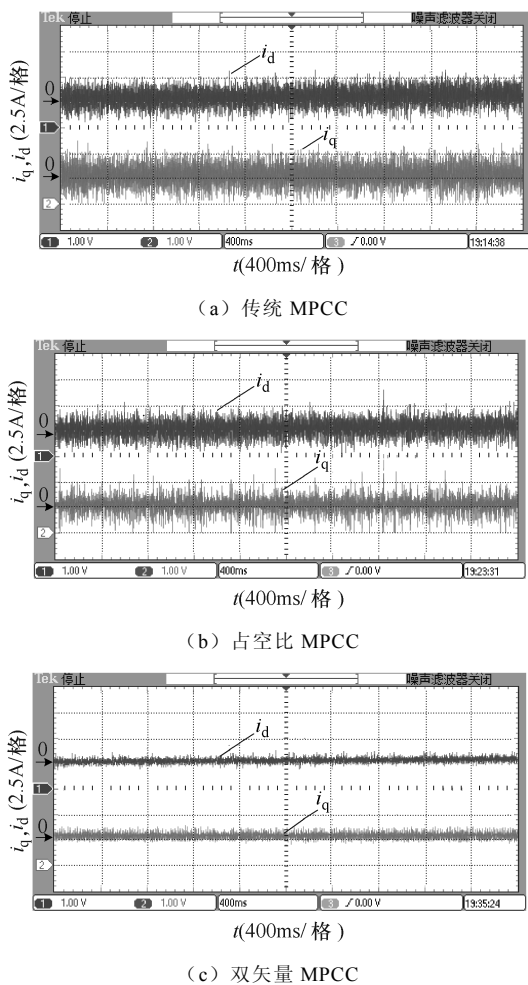 Tek 停止 噪声滤波器关闭
i_d
0
i_q,i_d (2.5A/格)
1
i_q
0
2
1 1.00 V 2 1.00 V 400ms 3 ∫0.00 V 19:14:38
t(400ms/ 格 )
（a）传统 MPCC
Tek 停止 噪声滤波器关闭
i_d
0
i_q,i_d (2.5A/格)
1
i_q
0
2
1 1.00 V 2 1.00 V 400ms 3 ∫0.00 V 19:23:31
t(400ms/ 格 )
（b）占空比 MPCC
Tek 停止 噪声滤波器关闭
i_d
0
i_q,i_d (2.5A/格)
1
i_q
0
2
1 1.00 V 2 1.00 V 400ms 3 ∫0.00 V 19:35:24
t(400ms/ 格 )
（c）双矢量 MPCC